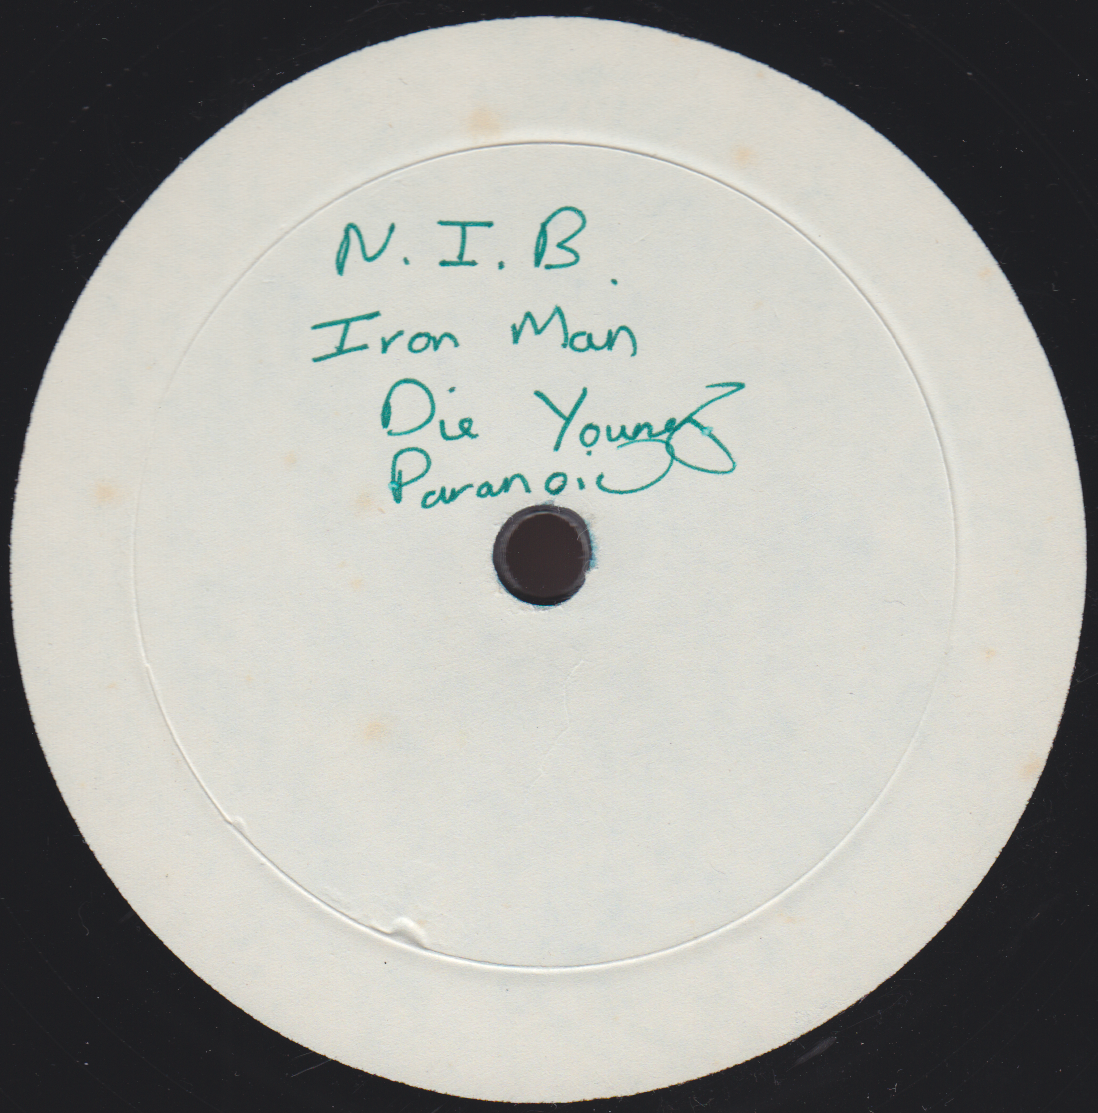 N.I.B.
Iron Man
Die Young
Paranoid